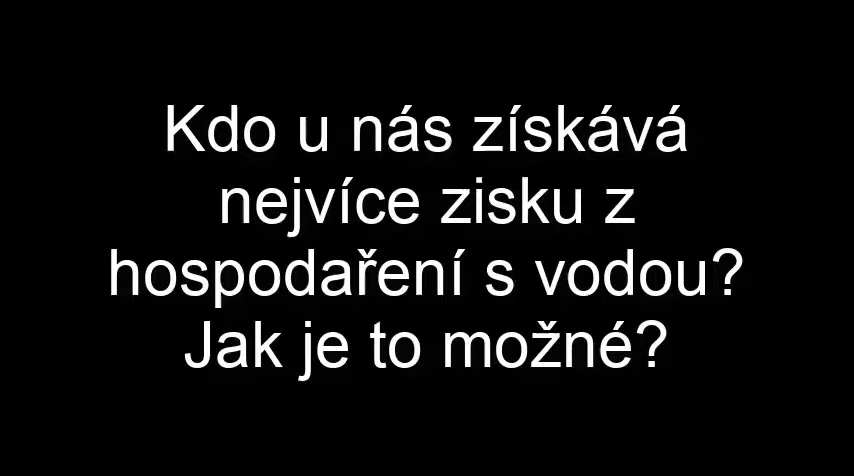 Kdo u nás získává
nejvíce zisku z
hospodaření s vodou?
Jak je to možné?